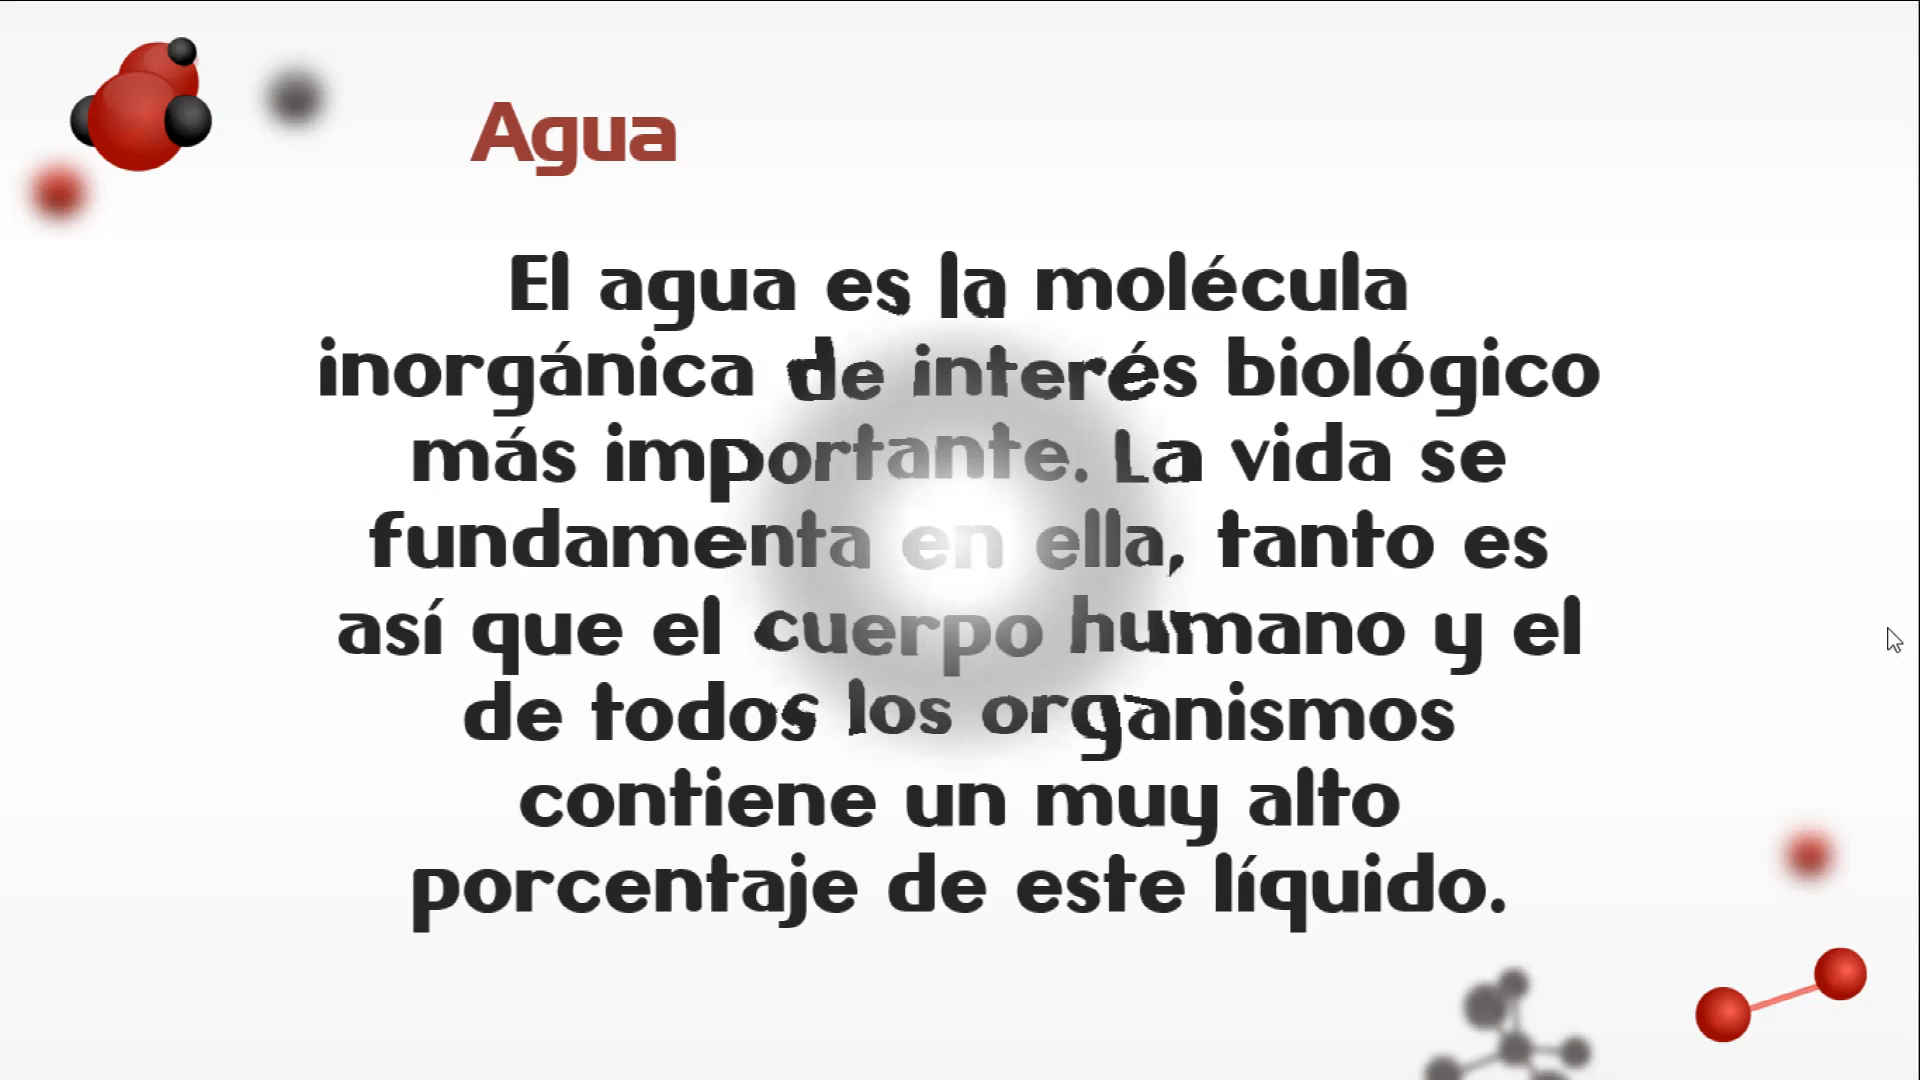 Agua
El agua es la molécula
inorgánica de interés biológico
más importante. La vida se
fundamenta en ella, tanto es
así que el cuerpo humano y el
de todos los organismos
contiene un muy alto
porcentaje de este líquido.